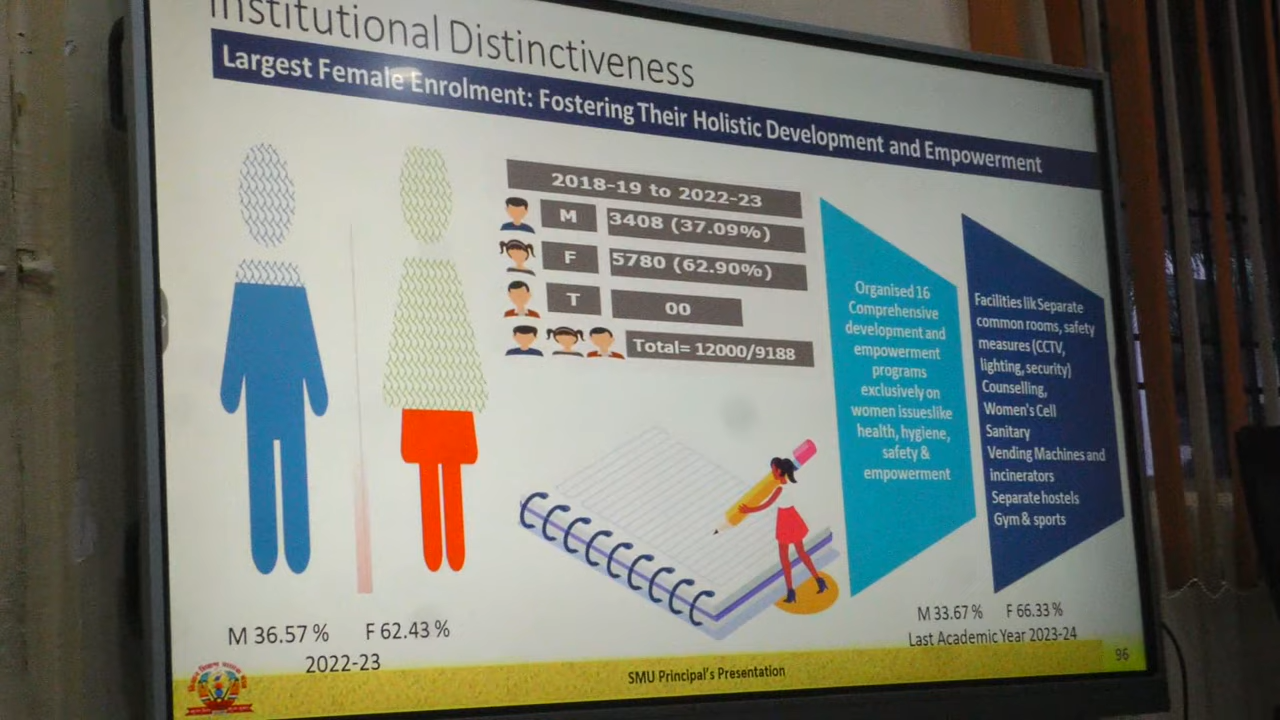 Institutional Distinctiveness
Largest Female Enrolment: Fostering Their Holistic Development and Empowerment
2018-19 to 2022-23
M 3408 (37.09%)
F 5780 (62.90%)
T 00
Total= 12000/9188
Organised 16
Comprehensive
development and
empowerment
programs
exclusively on
women issueslike
health, hygiene,
safety &
empowerment
Facilities lik Separate
common rooms, safety
measures (CCTV,
lighting, security)
Counselling,
Women's Cell
Sanitary
Vending Machines and
incinerators
Separate hostels
Gym & sports
M 36.57 % F 62.43 %
2022-23
M 33.67 % F 66.33 %
Last Academic Year 2023-24
SMU Principal's Presentation
96